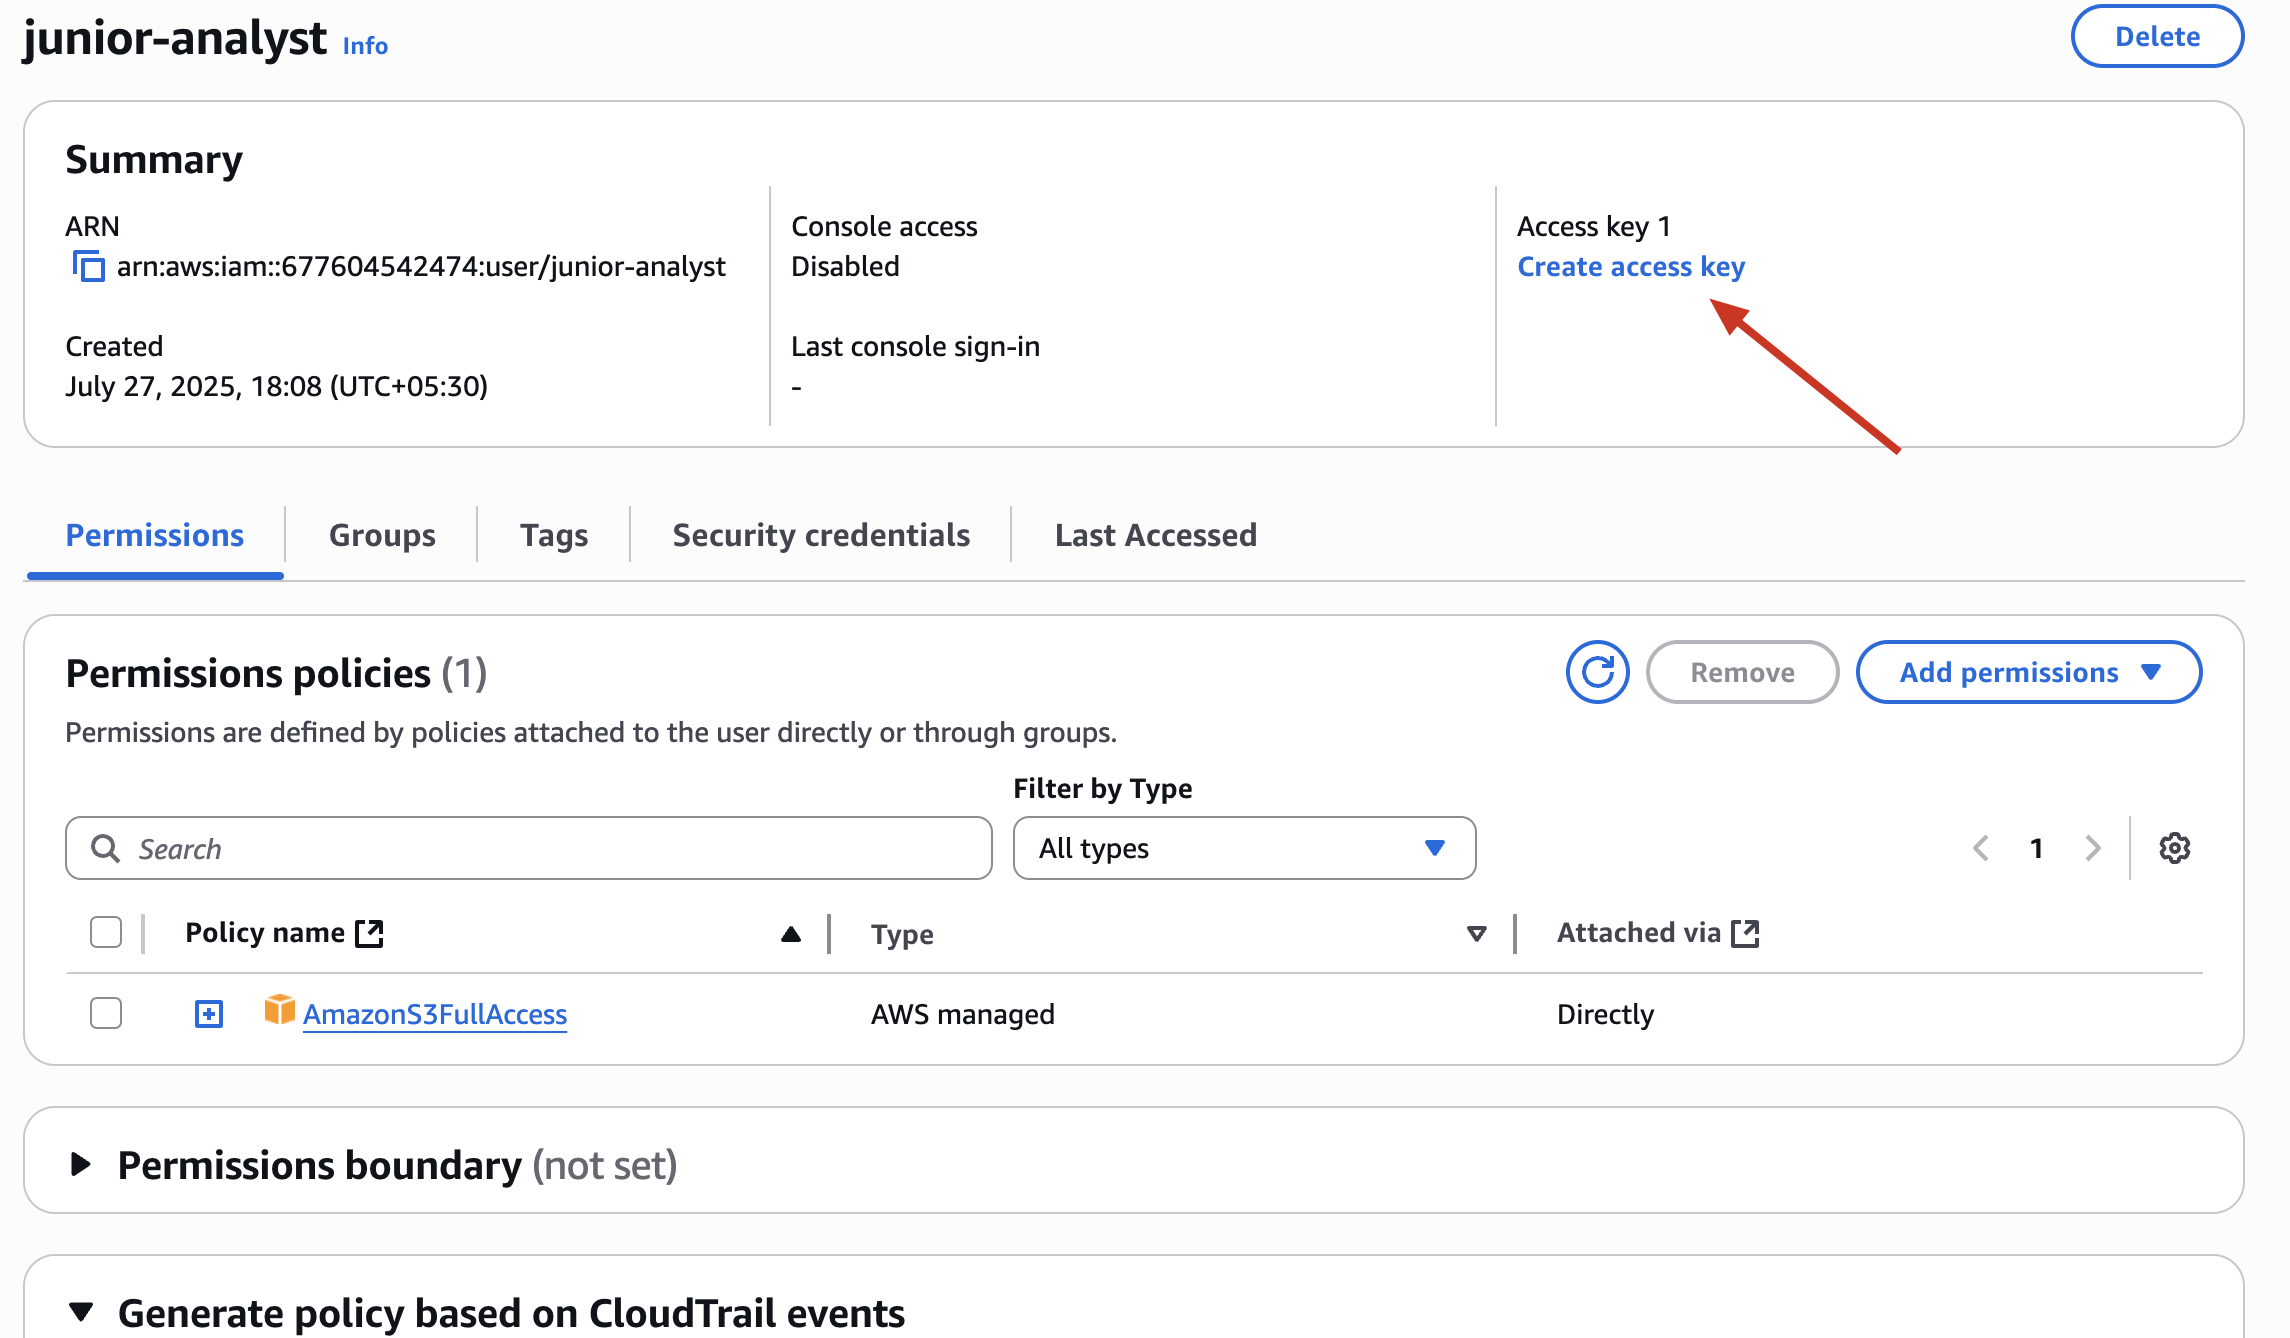 junior-analyst Info
Delete
Summary
ARN
arn:aws:iam::677604542474:user/junior-analyst
Console access
Disabled
Access key 1
Create access key
Created
July 27, 2025, 18:08 (UTC+05:30)
Last console sign-in
-
Permissions
Groups
Tags
Security credentials
Last Accessed
Permissions policies (1)
Remove
Add permissions
Permissions are defined by policies attached to the user directly or through groups.
Filter by Type
Search
All types
1
Policy name
Type
Attached via
AmazonS3FullAccess
AWS managed
Directly
Permissions boundary (not set)
Generate policy based on CloudTrail events